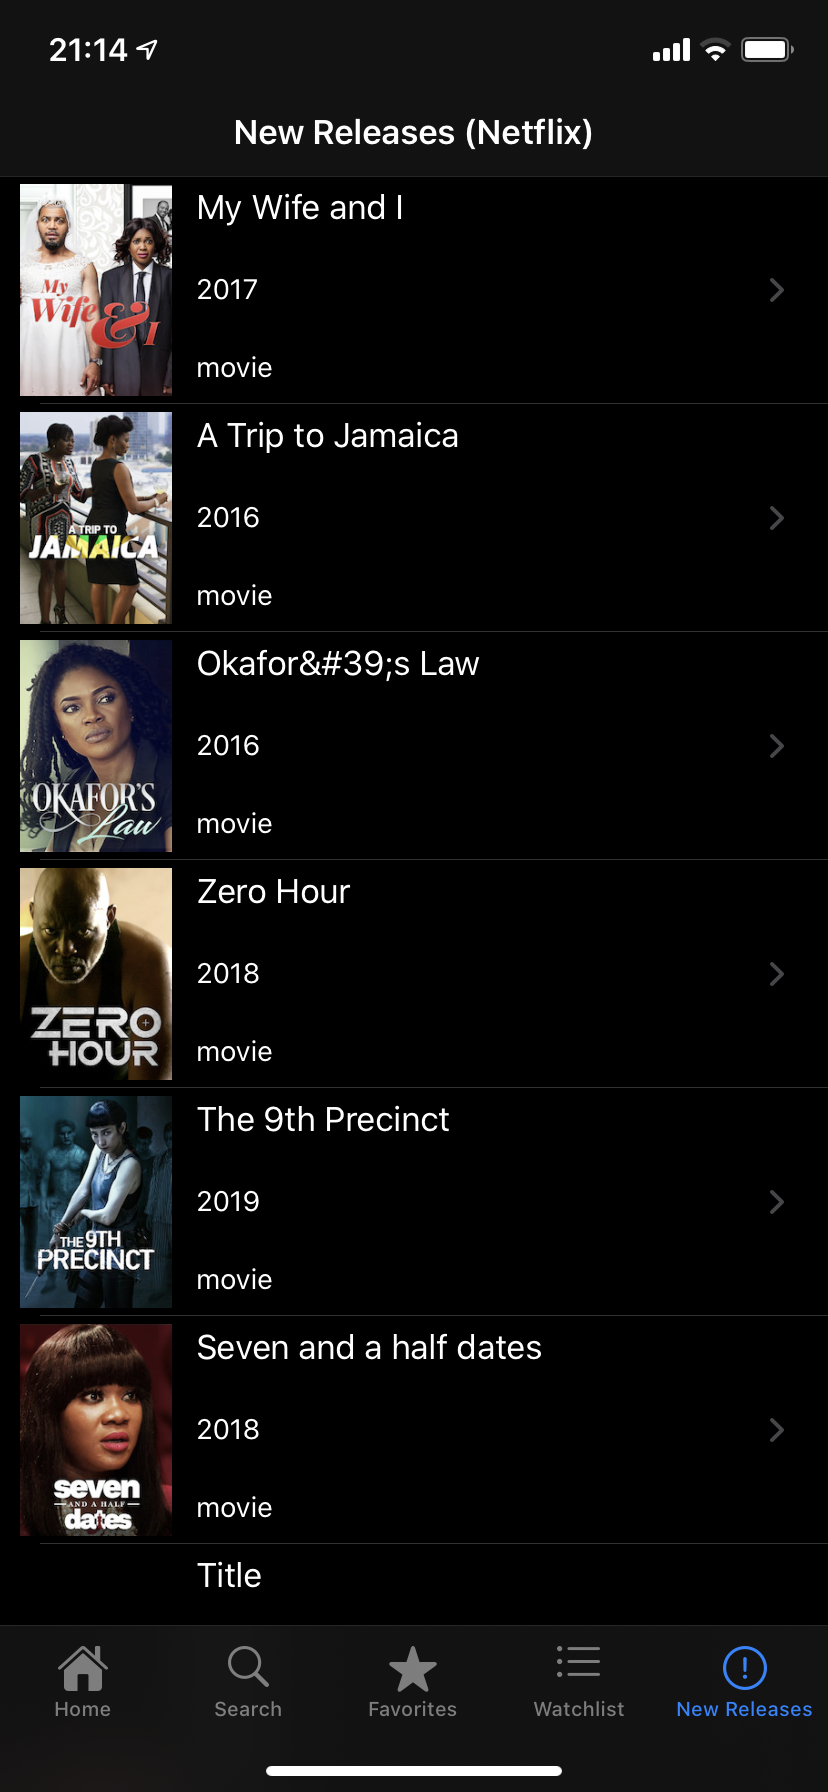 21:14
New Releases (Netflix)
My Wife and I
2017
movie
My
Wife & I
A Trip to Jamaica
2016
movie
A TRIP TO
JAMAICA
Okafor&#39;s Law
2016
movie
OKAFOR'S
Law
Zero Hour
2018
movie
ZERO
HOUR
The 9th Precinct
2019
movie
THE 9TH
PRECINCT
Seven and a half dates
2018
movie
seven
AND A HALF
dates
Title
Home
Search
Favorites
Watchlist
New Releases